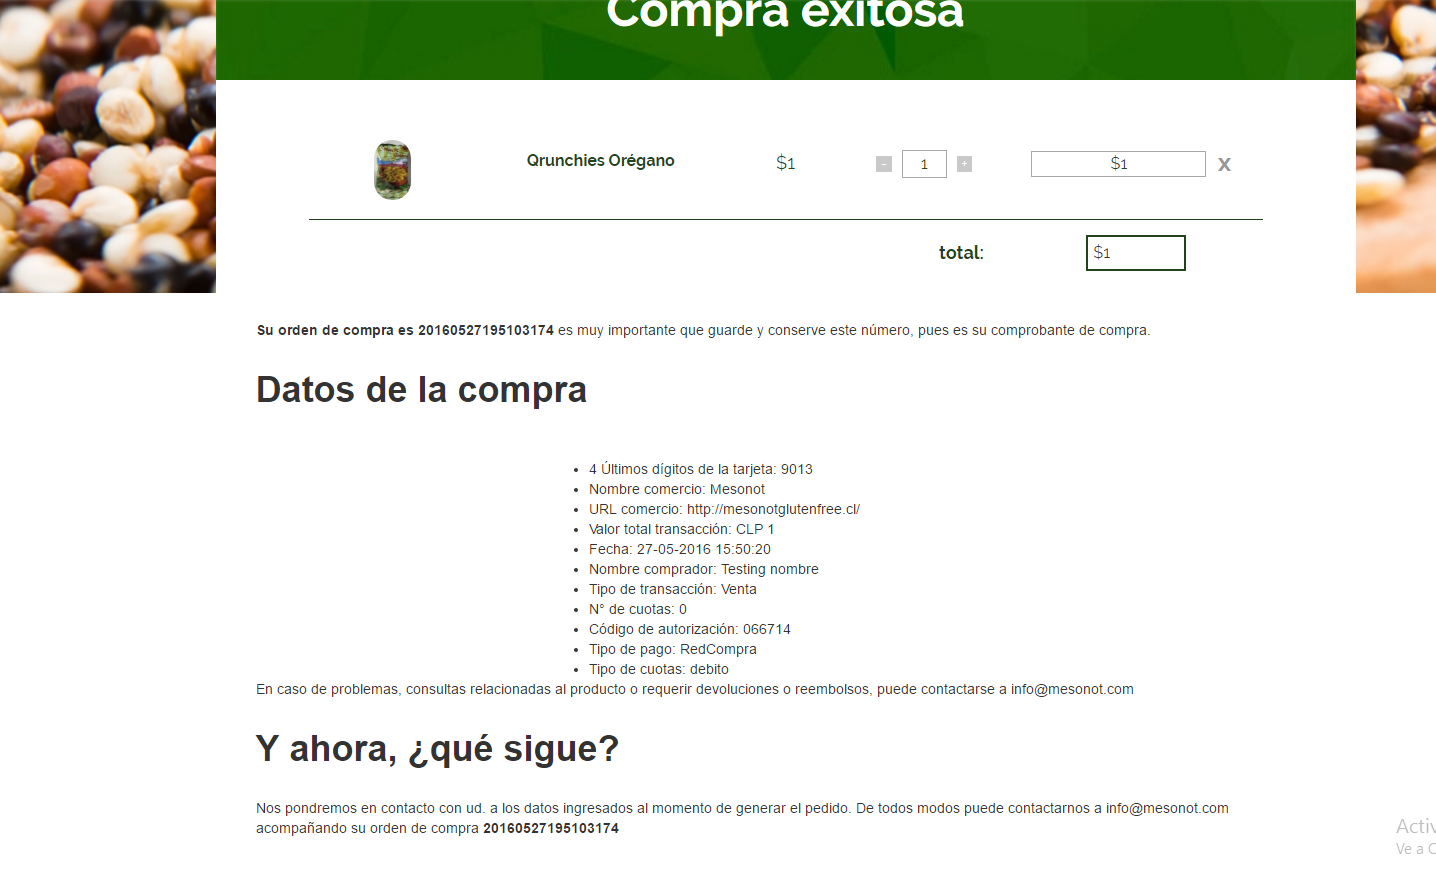 Compra exitosa
Qrunchies Orégano $1 - 1 + $1 X
total: $1
Su orden de compra es 20160527195103174 es muy importante que guarde y conserve este número, pues es su comprobante de compra.
Datos de la compra
4 Últimos dígitos de la tarjeta: 9013
Nombre comercio: Mesonot
URL comercio: http://mesonotglutenfree.cl/
Valor total transacción: CLP 1
Fecha: 27-05-2016 15:50:20
Nombre comprador: Testing nombre
Tipo de transacción: Venta
N° de cuotas: 0
Código de autorización: 066714
Tipo de pago: RedCompra
Tipo de cuotas: debito
En caso de problemas, consultas relacionadas al producto o requerir devoluciones o reembolsos, puede contactarse a info@mesonot.com
Y ahora, ¿qué sigue?
Nos pondremos en contacto con ud. a los datos ingresados al momento de generar el pedido. De todos modos puede contactarnos a info@mesonot.com
acompañando su orden de compra 20160527195103174
Activ
Ve a C